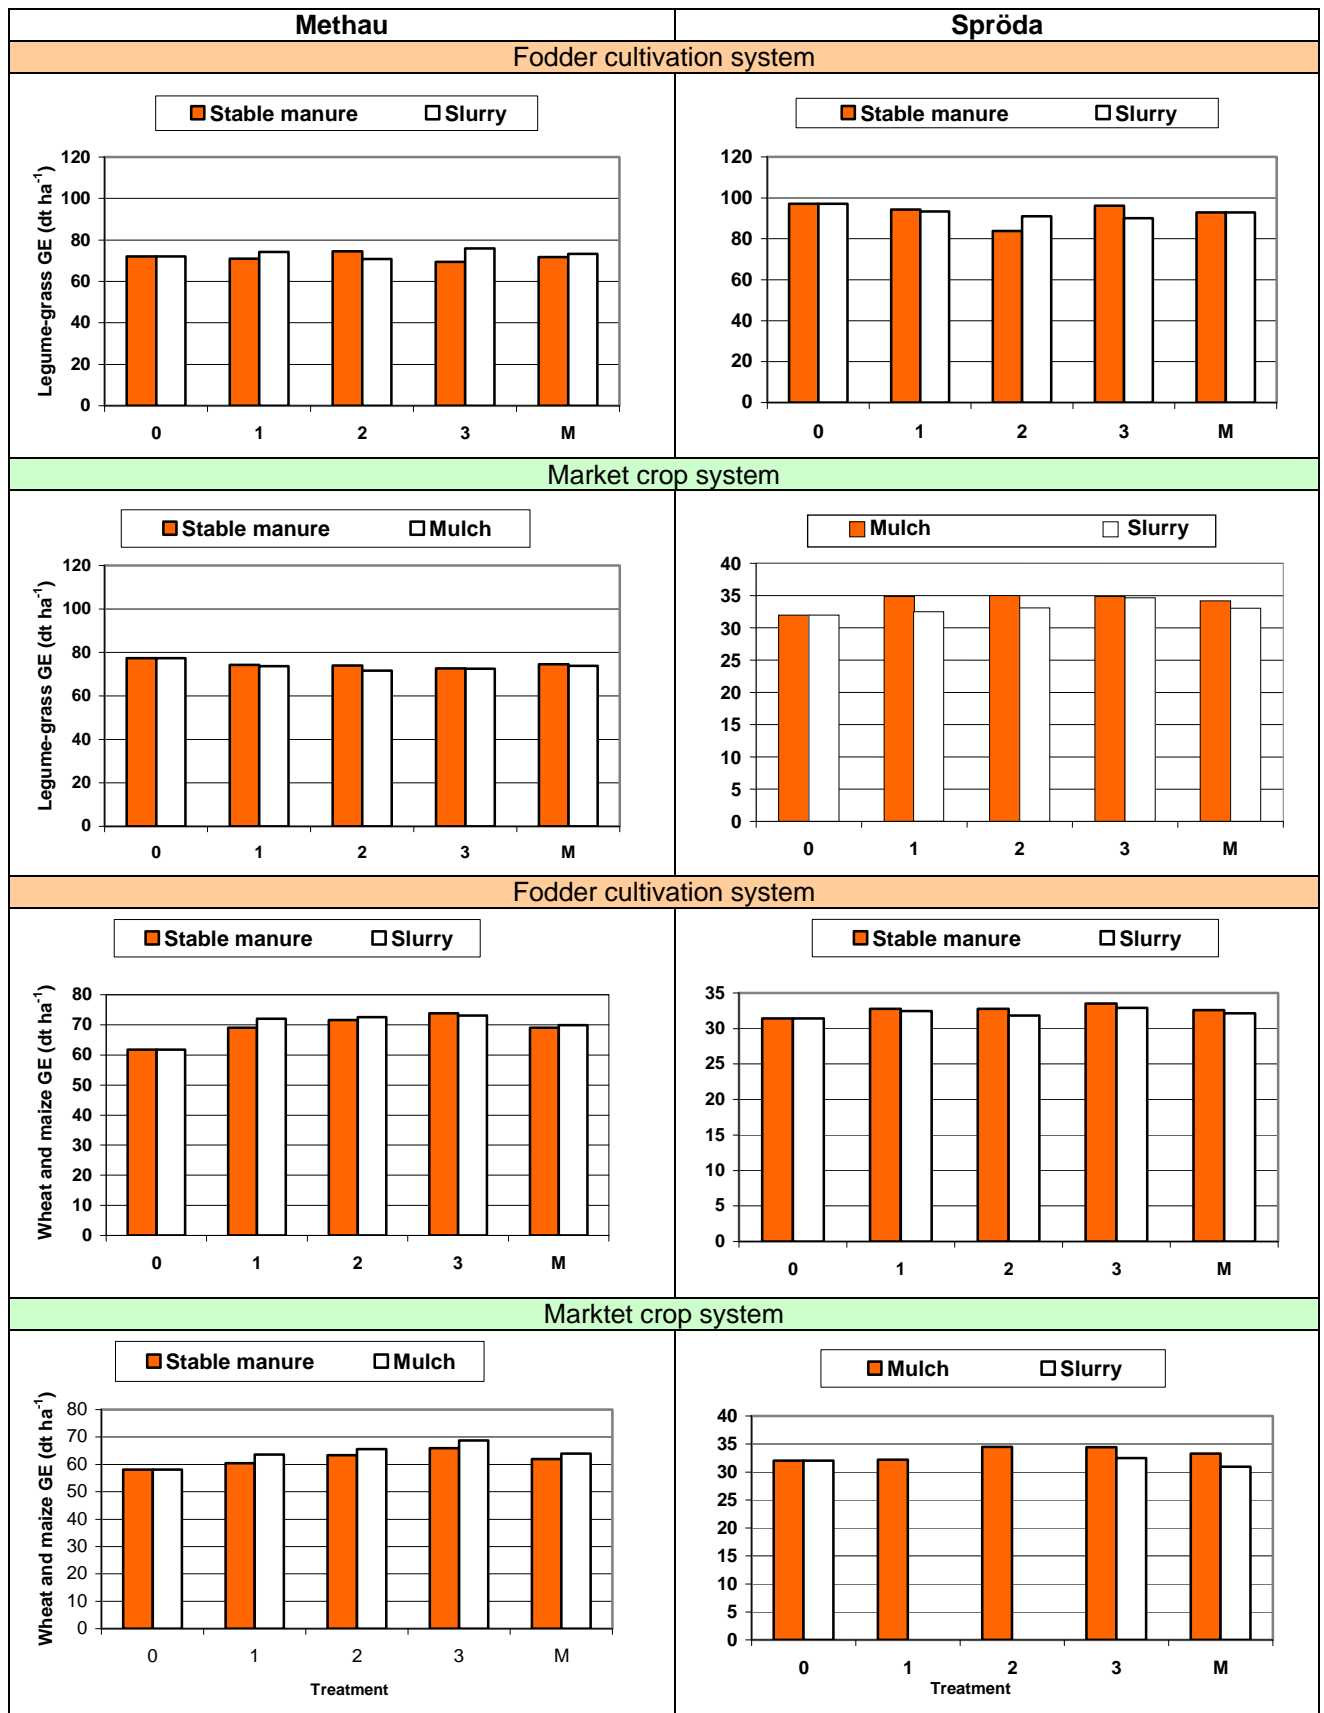 Methau Spröda
Fodder cultivation system
Stable manure Slurry
Legume-grass GE (dt ha-1)
120
100
80
60
40
20
0
0 1 2 3 M
Stable manure Slurry
120
100
80
60
40
20
0
0 1 2 3 M
Market crop system
Stable manure Mulch
Legume-grass GE (dt ha-1)
120
100
80
60
40
20
0
0 1 2 3 M
Mulch Slurry
40
35
30
25
20
15
10
5
0
0 1 2 3 M
Fodder cultivation system
Stable manure Slurry
Wheat and maize GE (dt ha-1)
80
70
60
50
40
30
20
10
0
0 1 2 3 M
Stable manure Slurry
35
30
25
20
15
10
5
0
0 1 2 3 M
Marktet crop system
Stable manure Mulch
Wheat and maize GE (dt ha-1)
80
70
60
50
40
30
20
10
0
0 1 2 3 M
Treatment
Mulch Slurry
40
35
30
25
20
15
10
5
0
0 1 2 3 M
Treatment